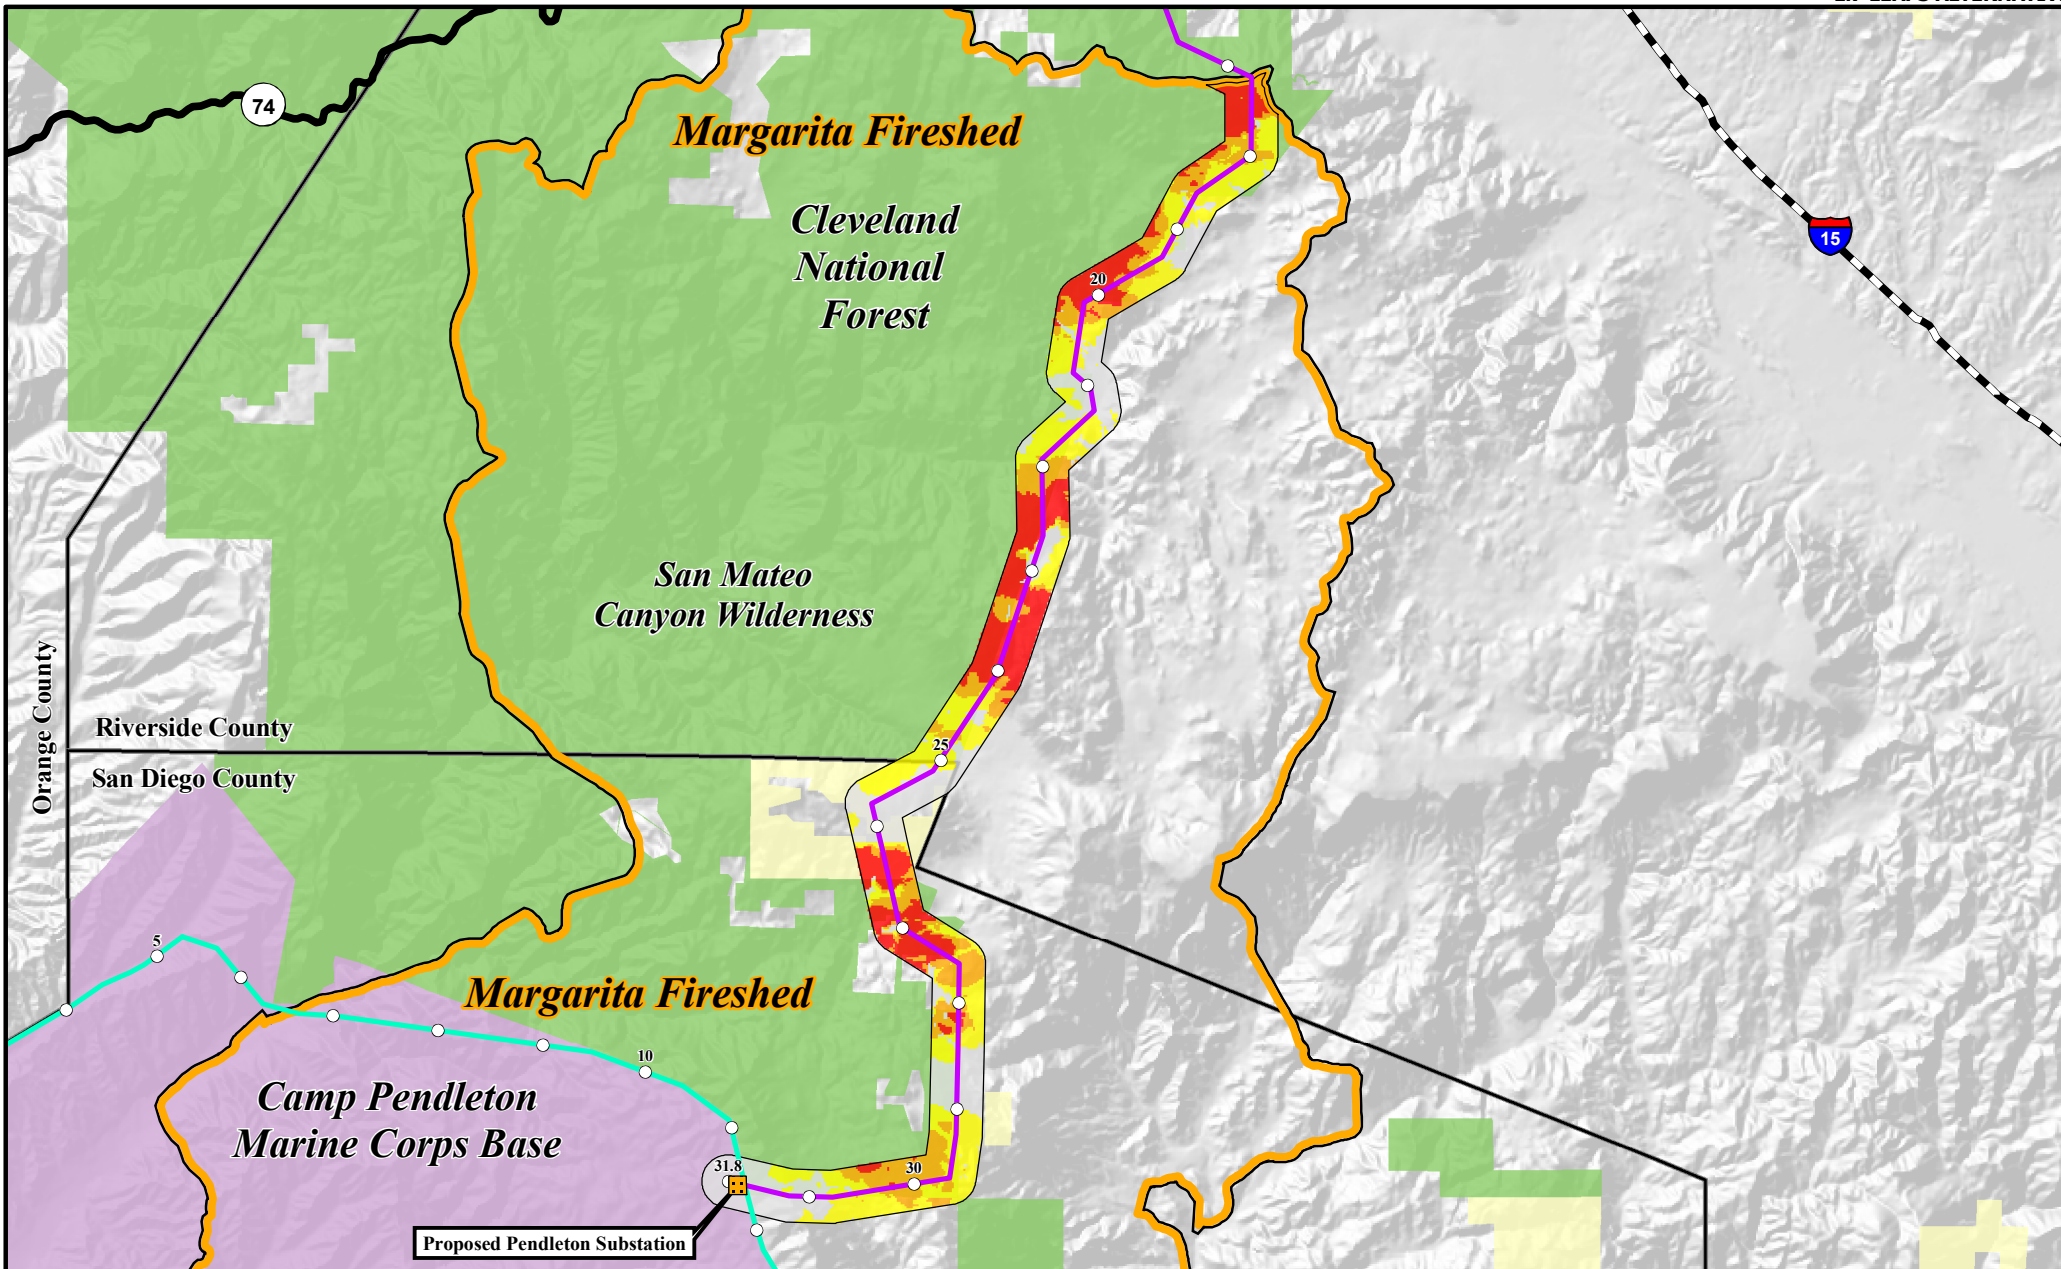 74
Margarita Fireshed
Cleveland
National
Forest
15
20
San Mateo
Canyon Wilderness
Orange County
Riverside County
San Diego County
25
5
Margarita Fireshed
10
Camp Pendleton
Marine Corps Base
31.8
30
Proposed Pendleton Substation